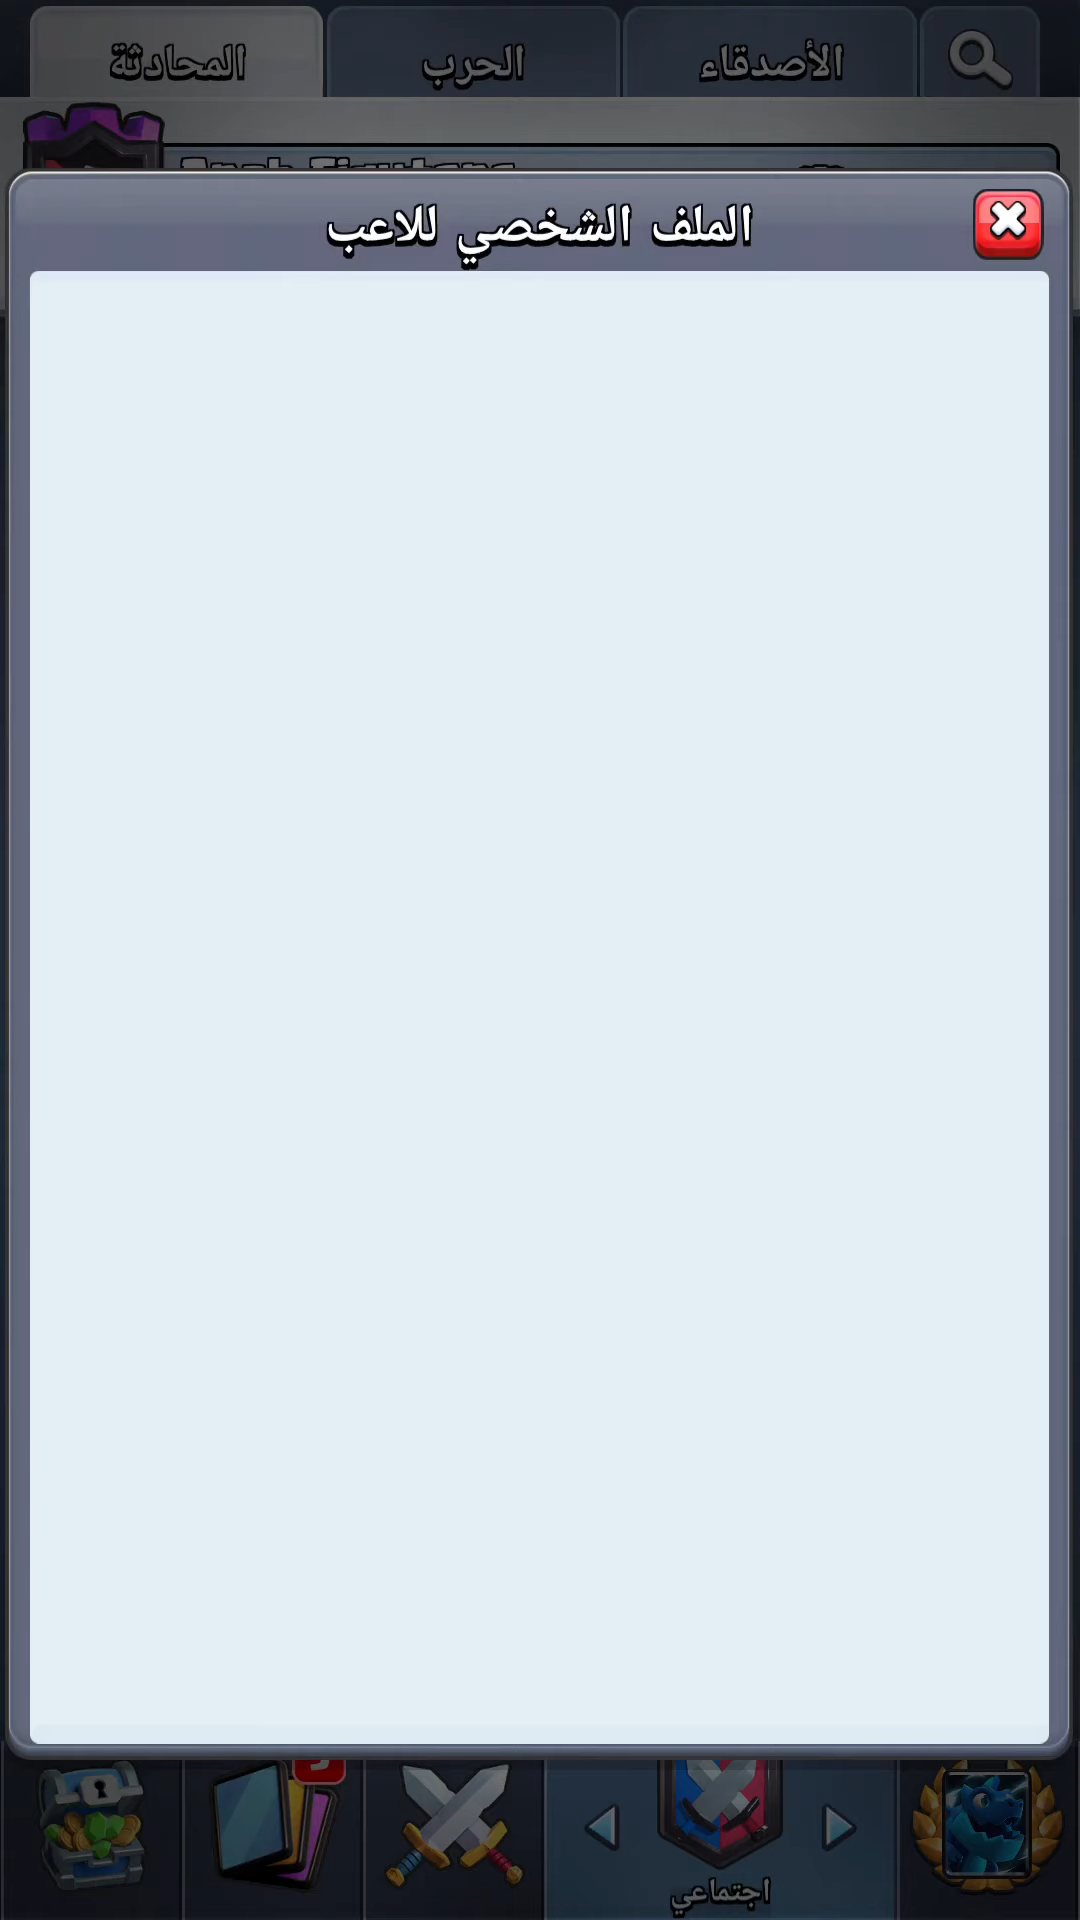 المحادثة
الحرب
الأصدقاء
الملف الشخصي للاعب
اجتماعي